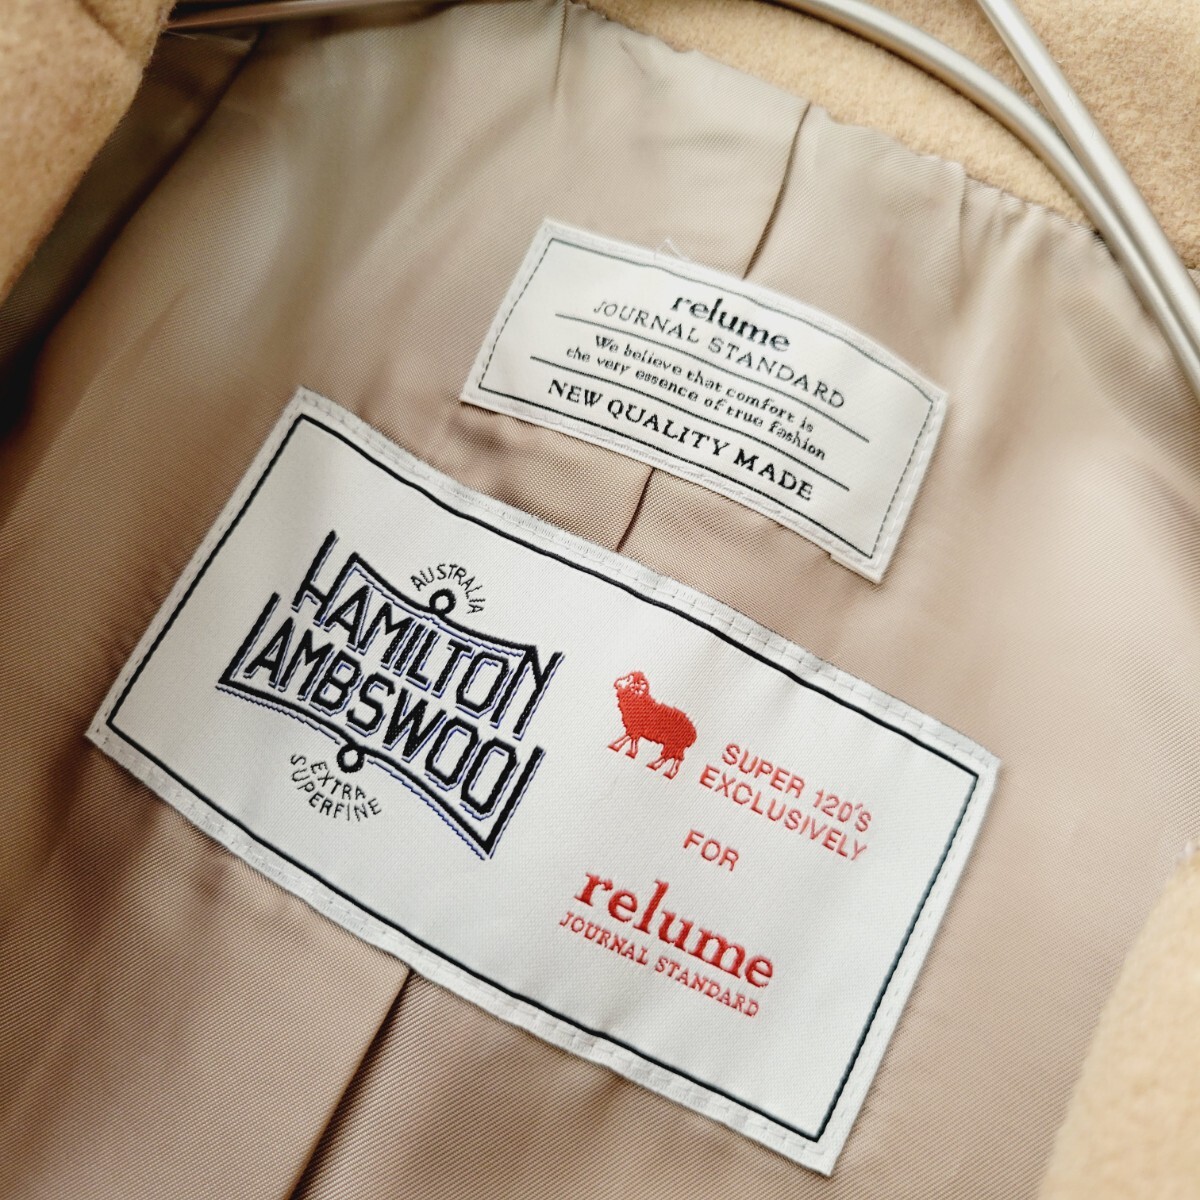 relume
JOURNAL STANDARD
We believe that comfort is
the very essence of true fashion
NEW QUALITY MADE
AUSTRALIA
HAMILTON
LAMBSWOOL
EXTRA
SUPERFINE
SUPER 120'S
EXCLUSIVELY
FOR
relume
JOURNAL STANDARD